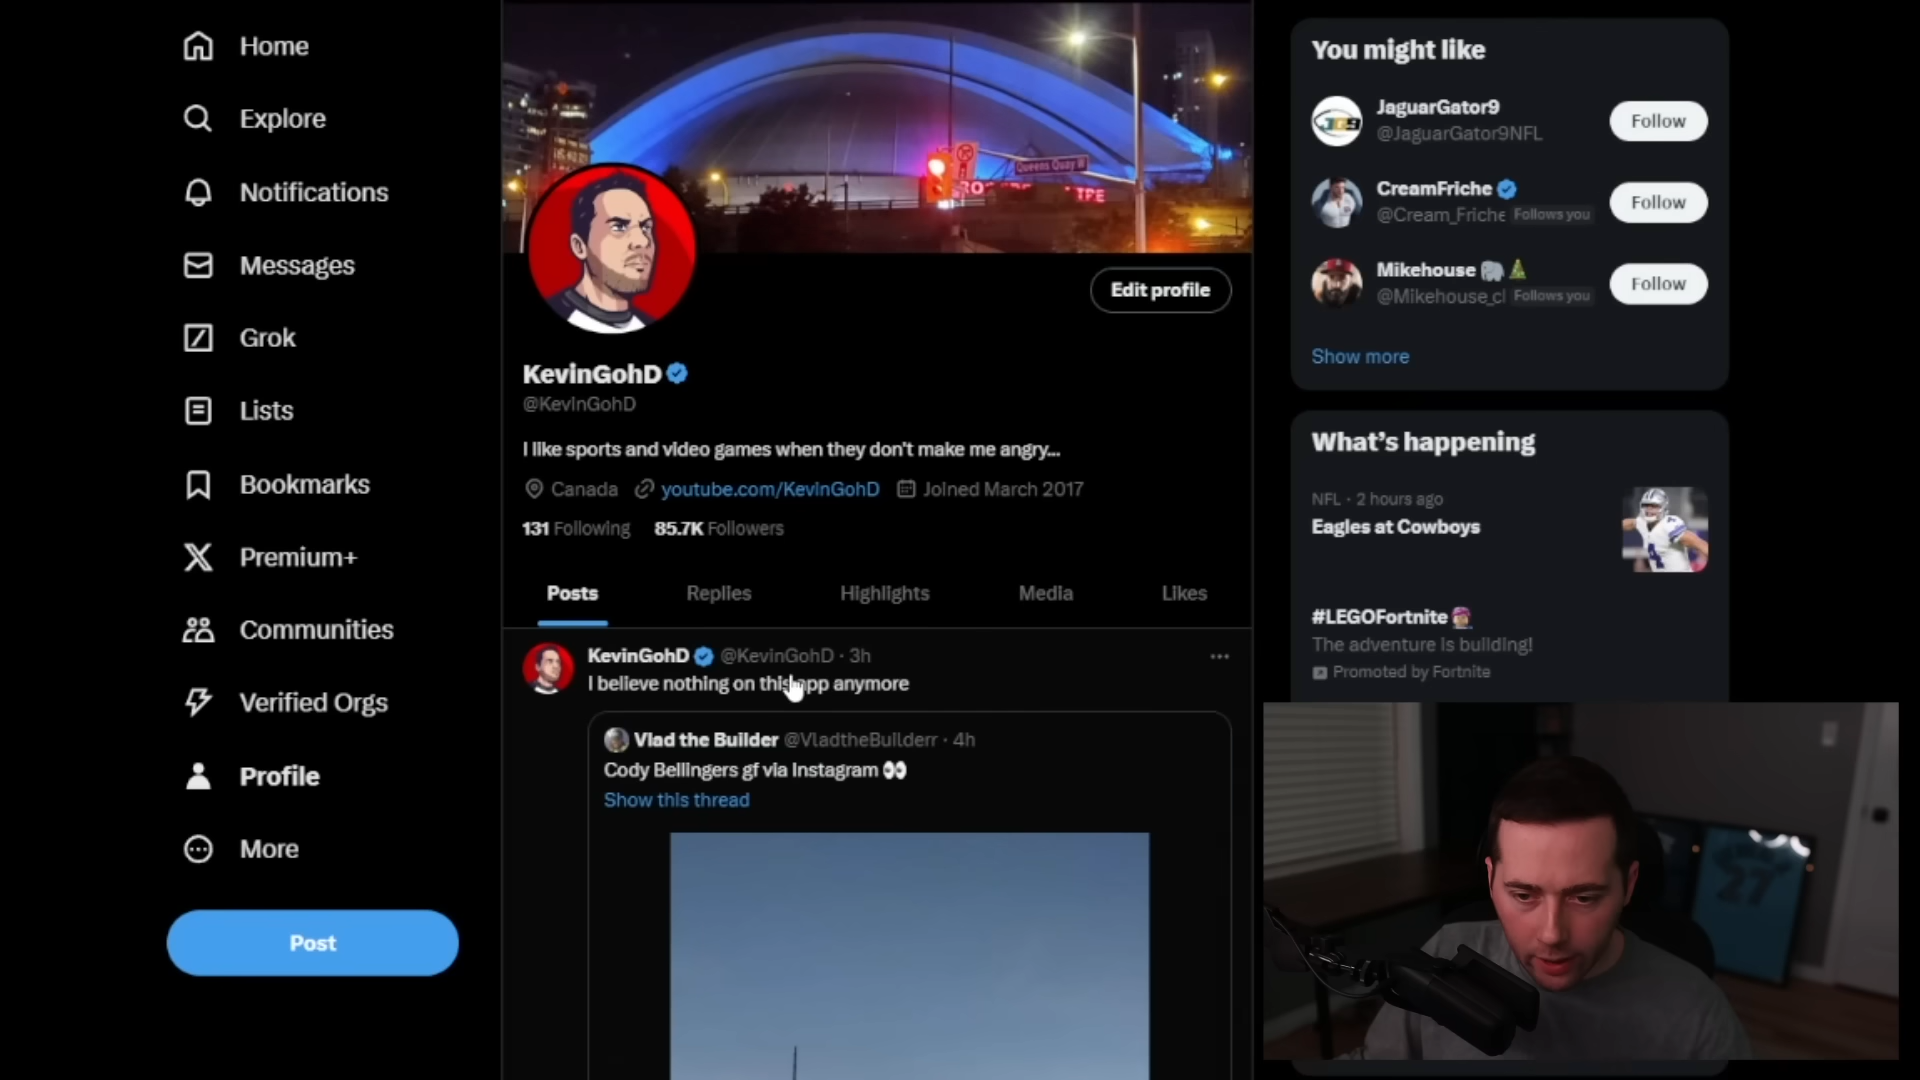 Home
Explore
Notifications
Messages
Grok
Lists
Bookmarks
Premium+
Communities
Verified Orgs
Profile
More
Post
Queens Quay W
Edit profile
KevinGohD
@KevinGohD
I like sports and video games when they don't make me angry...
Canada youtube.com/KevinGohD Joined March 2017
131 Following 85.7K Followers
Posts Replies Highlights Media Likes
KevinGohD @KevinGohD · 3h
I believe nothing on this app anymore
Vlad the Builder @VladtheBuilderr · 4h
Cody Bellingers gf via Instagram 👀
Show this thread
You might like
JaguarGator9
@JaguarGator9NFL
Follow
CreamFriche
@Cream_Friche Follows you
Follow
Mikehouse 🐘🎄
@Mikehouse_cl Follows you
Follow
Show more
What's happening
NFL · 2 hours ago
Eagles at Cowboys
#LEGOFortnite
The adventure is building!
Promoted by Fortnite
27